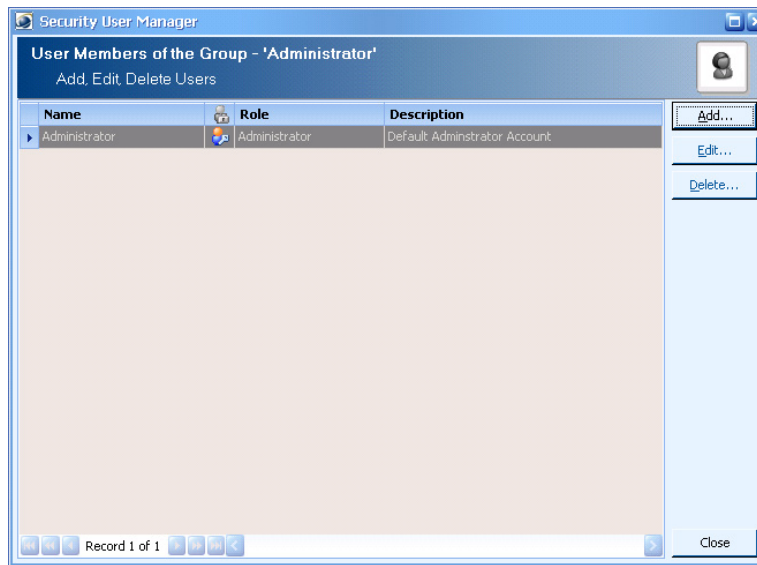 Security User Manager
User Members of the Group - 'Administrator'
Add, Edit, Delete Users
Name Role Description
Administrator Administrator Default Adminstrator Account
Add...
Edit...
Delete...
Record 1 of 1
Close